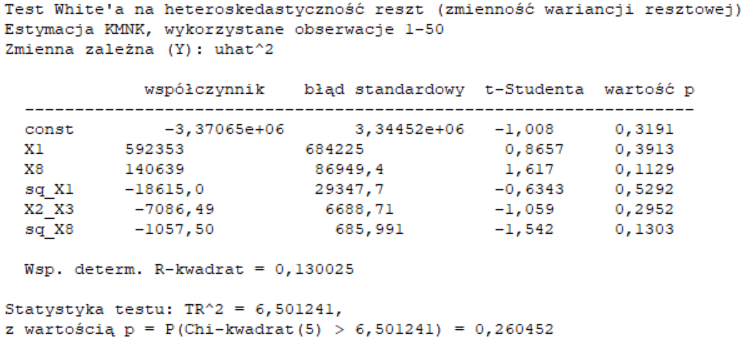 Test White'a na heteroskedastyczność reszt (zmienność wariancji resztowej)
Estymacja KMNK, wykorzystane obserwacje 1-50
Zmienna zależna (Y): uhat^2
współczynnik błąd standardowy t-Studenta wartość p
-------------------------------------------------------------------
const -3,37065e+06 3,34452e+06 -1,008 0,3191
X1 592353 684225 0,8657 0,3913
X8 140639 86949,4 1,617 0,1129
sq_X1 -18615,0 29347,7 -0,6343 0,5292
X2_X3 -7086,49 6688,71 -1,059 0,2952
sq_X8 -1057,50 685,991 -1,542 0,1303
Wsp. determ. R-kwadrat = 0,130025
Statystyka testu: TR^2 = 6,501241,
z wartością p = P(Chi-kwadrat(5) > 6,501241) = 0,260452